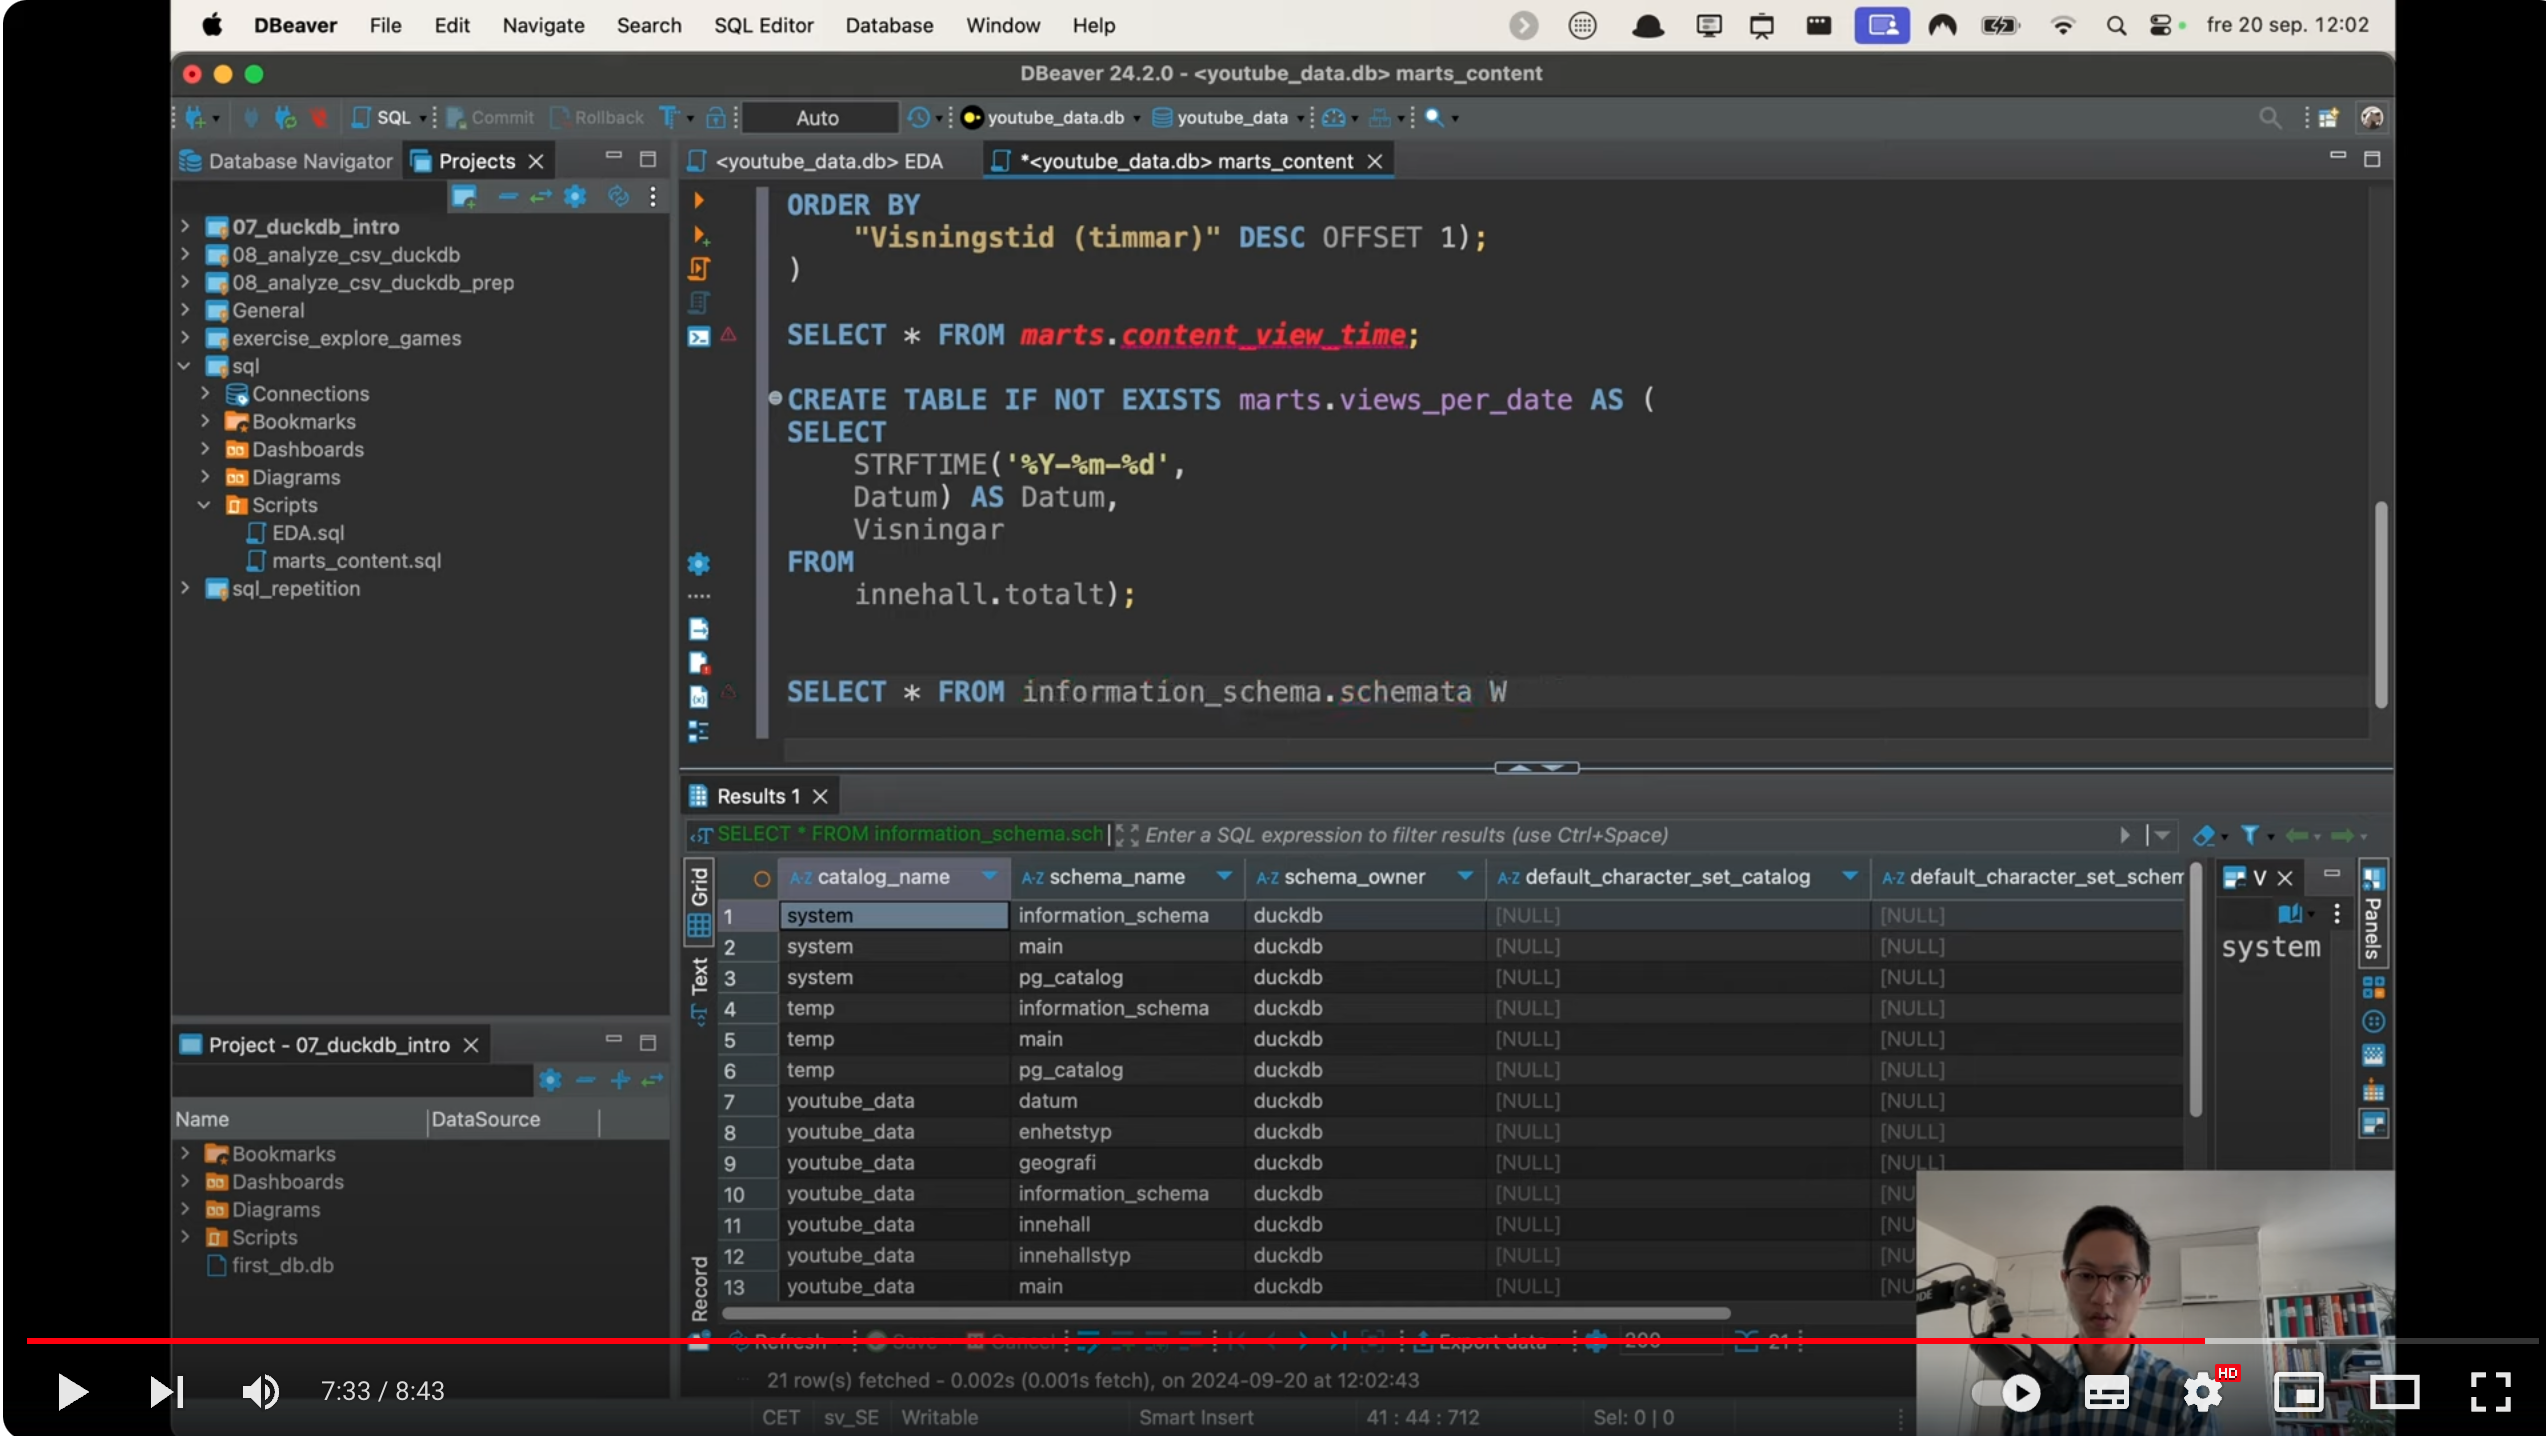 DBeaver File Edit Navigate Search SQL Editor Database Window Help fre 20 sep. 12:02
DBeaver 24.2.0 - <youtube_data.db> marts_content
SQL Commit Rollback Auto youtube_data.db youtube_data
Database Navigator Projects
<youtube_data.db> EDA *<youtube_data.db> marts_content
07_duckdb_intro
08_analyze_csv_duckdb
08_analyze_csv_duckdb_prep
General
exercise_explore_games
sql
Connections
Bookmarks
Dashboards
Diagrams
Scripts
EDA.sql
marts_content.sql
sql_repetition
ORDER BY
"Visningstid (timmar)" DESC OFFSET 1);
)
SELECT * FROM marts.content_view_time;
CREATE TABLE IF NOT EXISTS marts.views_per_date AS (
SELECT
STRFTIME('%Y-%m-%d',
Datum) AS Datum,
Visningar
FROM
innehall.totalt);
SELECT * FROM information_schema.schemata W
Project - 07_duckdb_intro
Name DataSource
Bookmarks
Dashboards
Diagrams
Scripts
first_db.db
Results 1
SELECT * FROM information_schema.sch Enter a SQL expression to filter results (use Ctrl+Space)
Grid
Text
Record
A-Z catalog_name A-Z schema_name A-Z schema_owner A-Z default_character_set_catalog A-Z default_character_set_schem
1 system information_schema duckdb [NULL] [NULL]
2 system main duckdb [NULL] [NULL]
3 system pg_catalog duckdb [NULL] [NULL]
4 temp information_schema duckdb [NULL] [NULL]
5 temp main duckdb [NULL] [NULL]
6 temp pg_catalog duckdb [NULL] [NULL]
7 youtube_data datum duckdb [NULL] [NULL]
8 youtube_data enhetstyp duckdb [NULL] [NULL]
9 youtube_data geografi duckdb [NULL] [NULL]
10 youtube_data information_schema duckdb [NULL] [NU
11 youtube_data innehall duckdb [NULL] [NU
12 youtube_data innehallstyp duckdb [NULL] [NU
13 youtube_data main duckdb [NULL] [NU
V
system
Panels
Refresh Save Cancel Export data 200 21
21 row(s) fetched - 0.002s (0.001s fetch), on 2024-09-20 at 12:02:43
CET sv_SE Writable Smart Insert 41 : 44 : 712 Sel: 0 | 0
7:33 / 8:43
HD